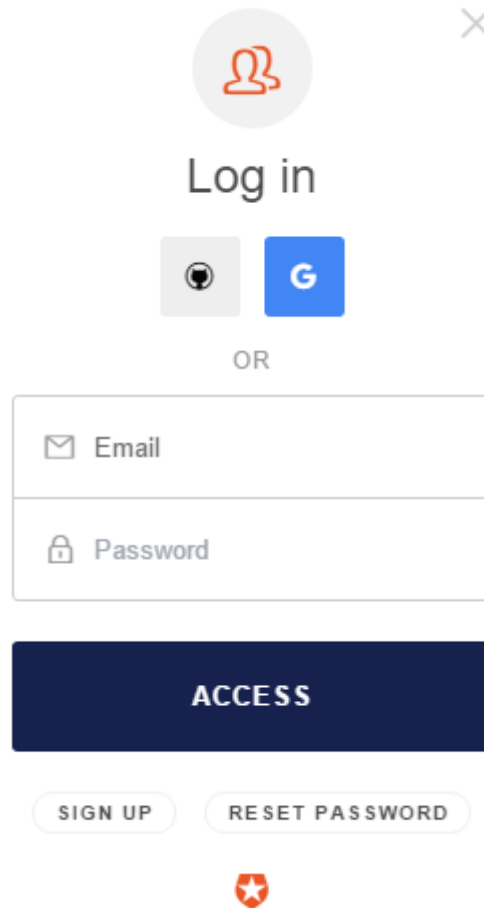 Log in
G
OR
Email
Password
ACCESS
SIGN UP RESET PASSWORD